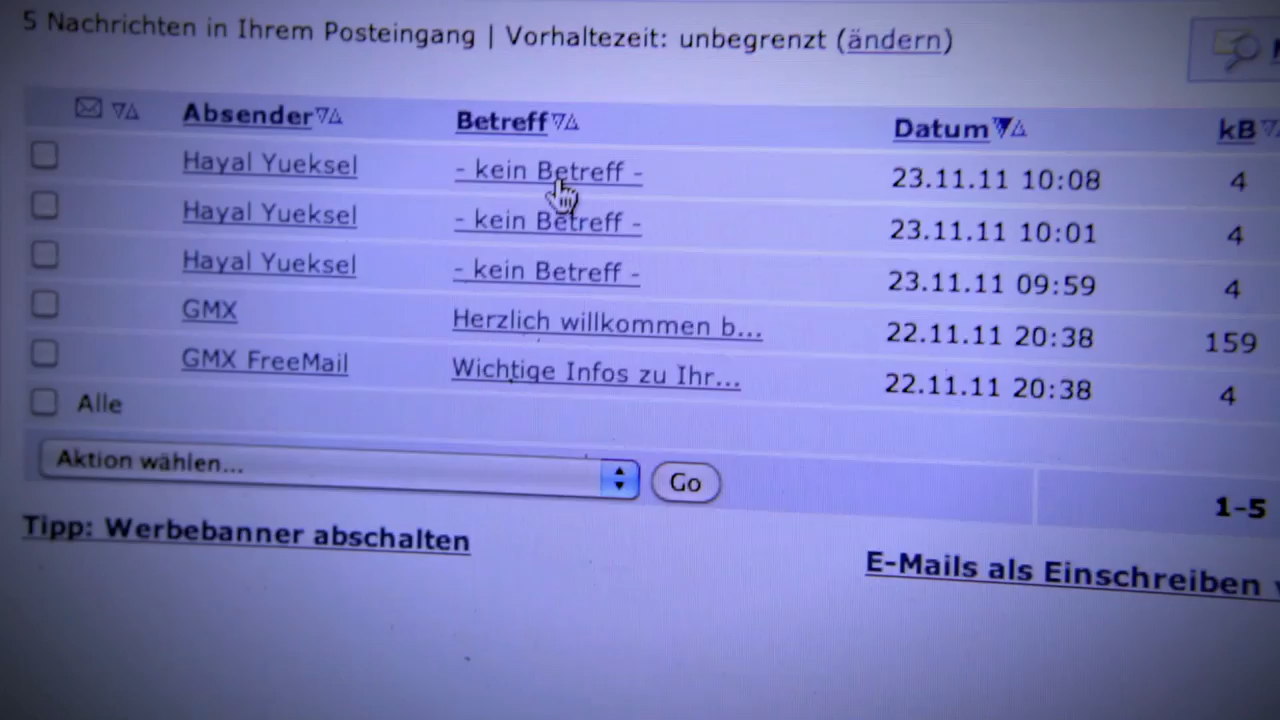 5 Nachrichten in Ihrem Posteingang | Vorhaltezeit: unbegrenzt (ändern)
Absender Betreff Datum kB
Hayal Yueksel - kein Betreff - 23.11.11 10:08 4
Hayal Yueksel - kein Betreff - 23.11.11 10:01 4
Hayal Yueksel - kein Betreff - 23.11.11 09:59 4
GMX Herzlich willkommen b... 22.11.11 20:38 159
GMX FreeMail Wichtige Infos zu Ihr... 22.11.11 20:38 4
Alle
Aktion wählen... Go
1-5
Tipp: Werbebanner abschalten
E-Mails als Einschreiben